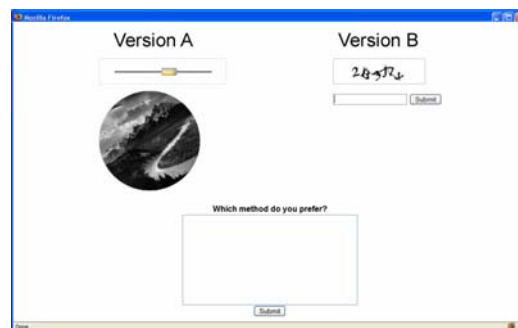 Mozilla Firefox
Version A
Version B
Submit
Which method do you prefer?
Submit
Done